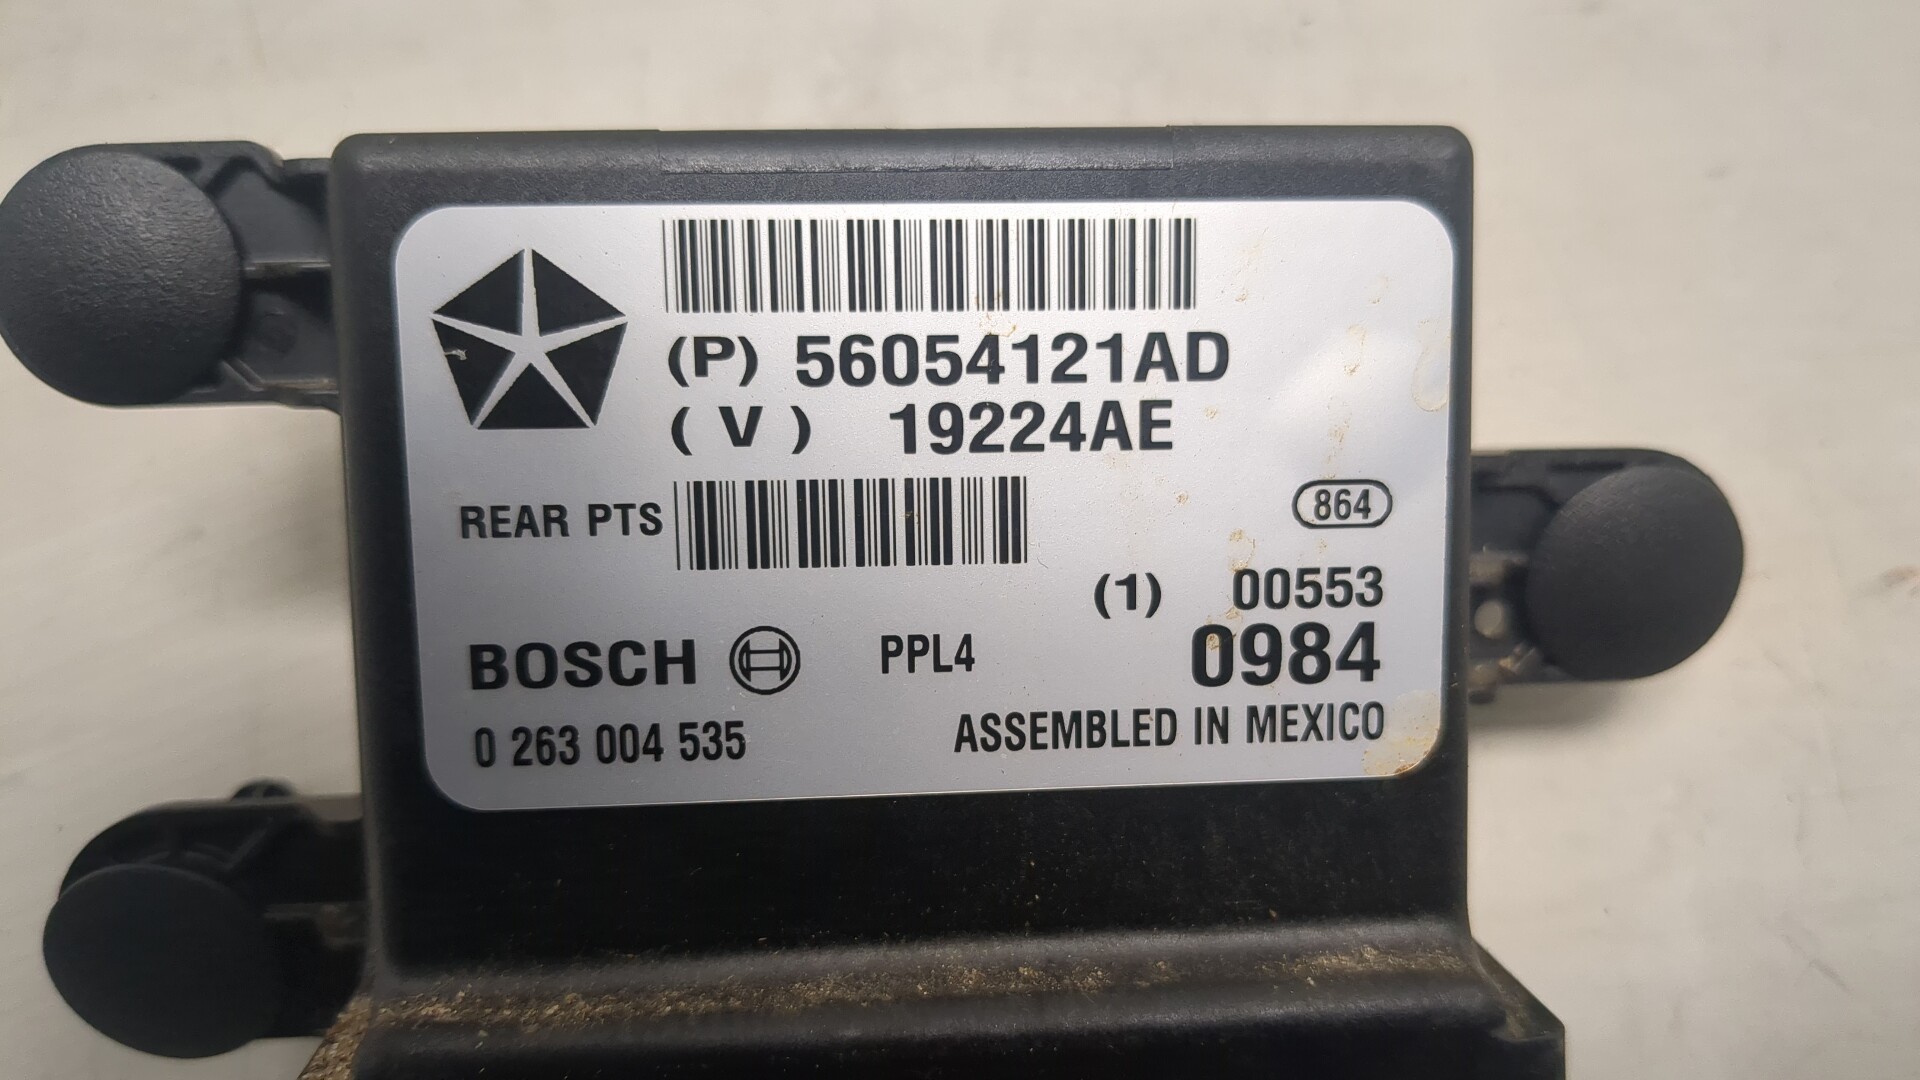 (P) 56054121AD
(V) 19224AE
REAR PTS
864
(1) 00553
BOSCH PPL4 0984
0 263 004 535 ASSEMBLED IN MEXICO